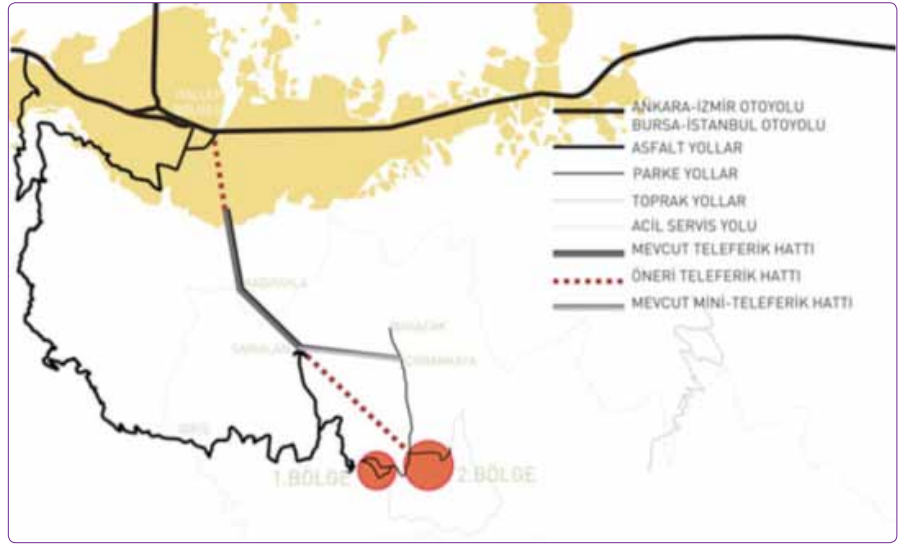 ANKARA-İZMİR OTOYOLU
BURSA-İSTANBUL OTOYOLU
ASFALT YOLLAR
PARKE YOLLAR
TOPRAK YOLLAR
ACİL SERVİS YOLU
MEVCUT TELEFERİK HATTI
ÖNERİ TELEFERİK HATTI
MEVCUT MİNİ-TELEFERİK HATTI
SARIALAN
1.BÖLGE
2.BÖLGE